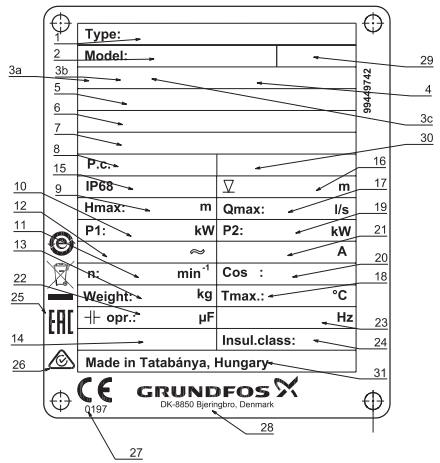 1 Type:
2 Model: 29
3a 3b 4
5 3c
6
7 30
8 P.c.
15 IP68 m 16
9 Hmax: m Qmax: l/s 17
10 P1: kW P2: kW 19
12 ~ A 21
11 n: min-1 Cos : 20
13 Weight: kg Tmax.: °C 18
22 opr.: µF Hz 23
14 Insul.class: 24
25 EAC
26 Made in Tatabánya, Hungary 31
CE GRUNDFOS
0197 DK-8850 Bjeringbro, Denmark
27 28
99449742